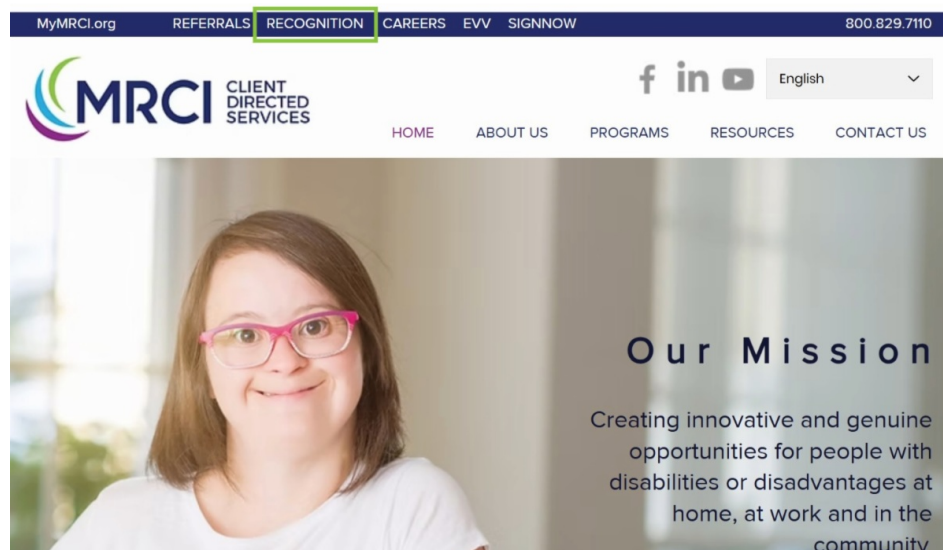 MyMRCI.org REFERRALS RECOGNITION CAREERS EVV SIGNNOW 800.829.7110
MRCI CLIENT
DIRECTED
SERVICES
f in English
HOME ABOUT US PROGRAMS RESOURCES CONTACT US
Our Mission
Creating innovative and genuine
opportunities for people with
disabilities or disadvantages at
home, at work and in the
community.